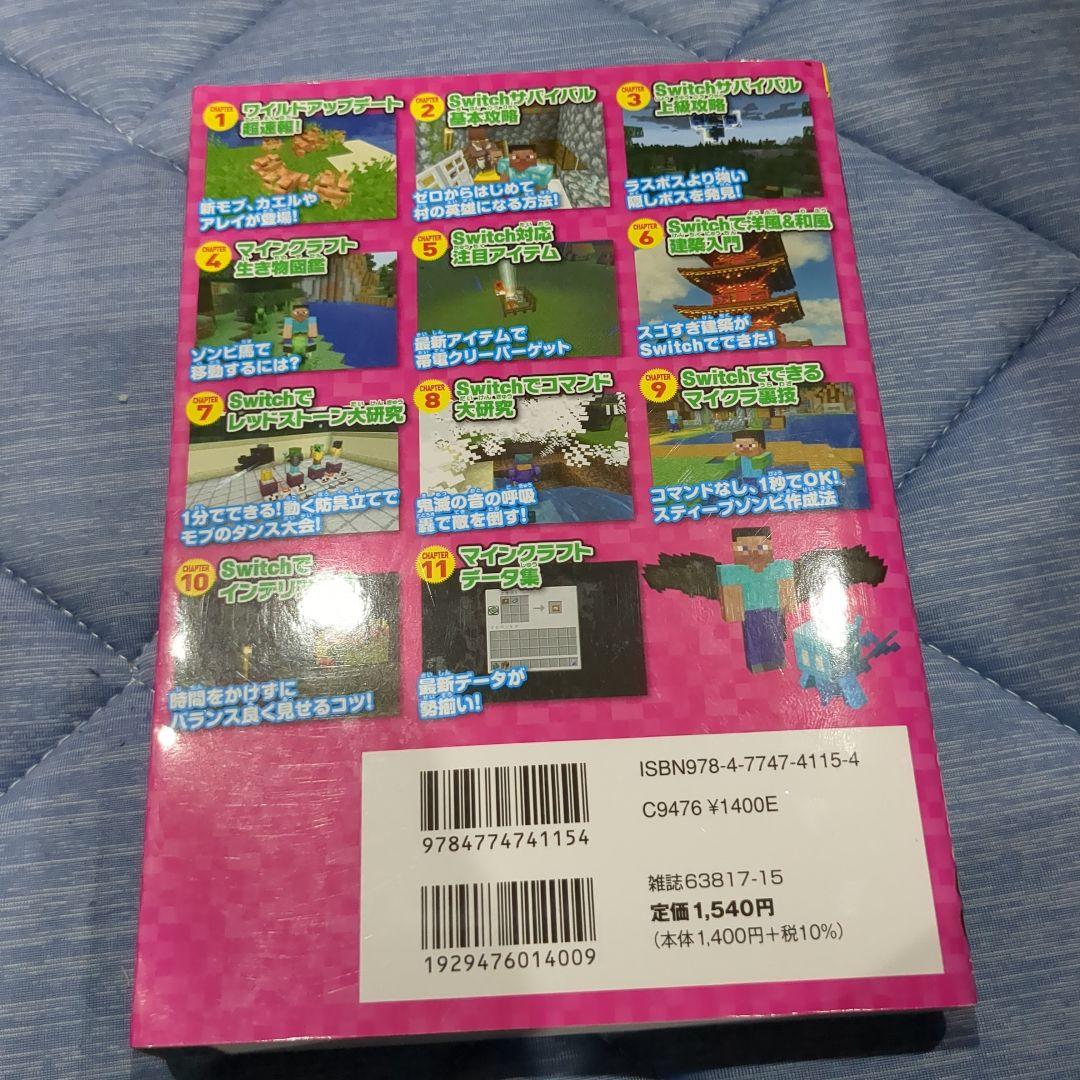 CHAPTER 1
ワイルドアップデート
超速報!
新モブ、カエルや
アレイが登場!
CHAPTER 2
Switchサバイバル
基本攻略
ゼロからはじめて
村の英雄になる方法!
CHAPTER 3
Switchサバイバル
上級攻略
ラスボスより強い
隠しボスを発見!
CHAPTER 4
マインクラフト
生き物図鑑
ゾンビ馬で
移動するには?
CHAPTER 5
Switch対応
注目アイテム
最新アイテムで
帯電クリーパーゲット
CHAPTER 6
Switchで洋風&和風
建築入門
スゴすぎ建築が
Switchでできた!
CHAPTER 7
Switchで
レッドストーン大研究
1分でできる!動く防具立てで
モブのダンス大会!
CHAPTER 8
Switchでコマンド
大研究
鬼滅の音の呼吸
轟で敵を倒す!
CHAPTER 9
Switchでできる
マイクラ裏技
コマンドなし、1秒でOK!
スティーブゾンビ作成法
CHAPTER 10
Switchで
インテリ
時間をかけずに
バランス良く見せるコツ!
CHAPTER 11
マインクラフト
データ集
最新データが
勢揃い!
ISBN978-4-7747-4115-4
C9476 ¥1400E
9784774741154
雑誌63817-15
定価1,540円
(本体1,400円+税10%)
1929476014009